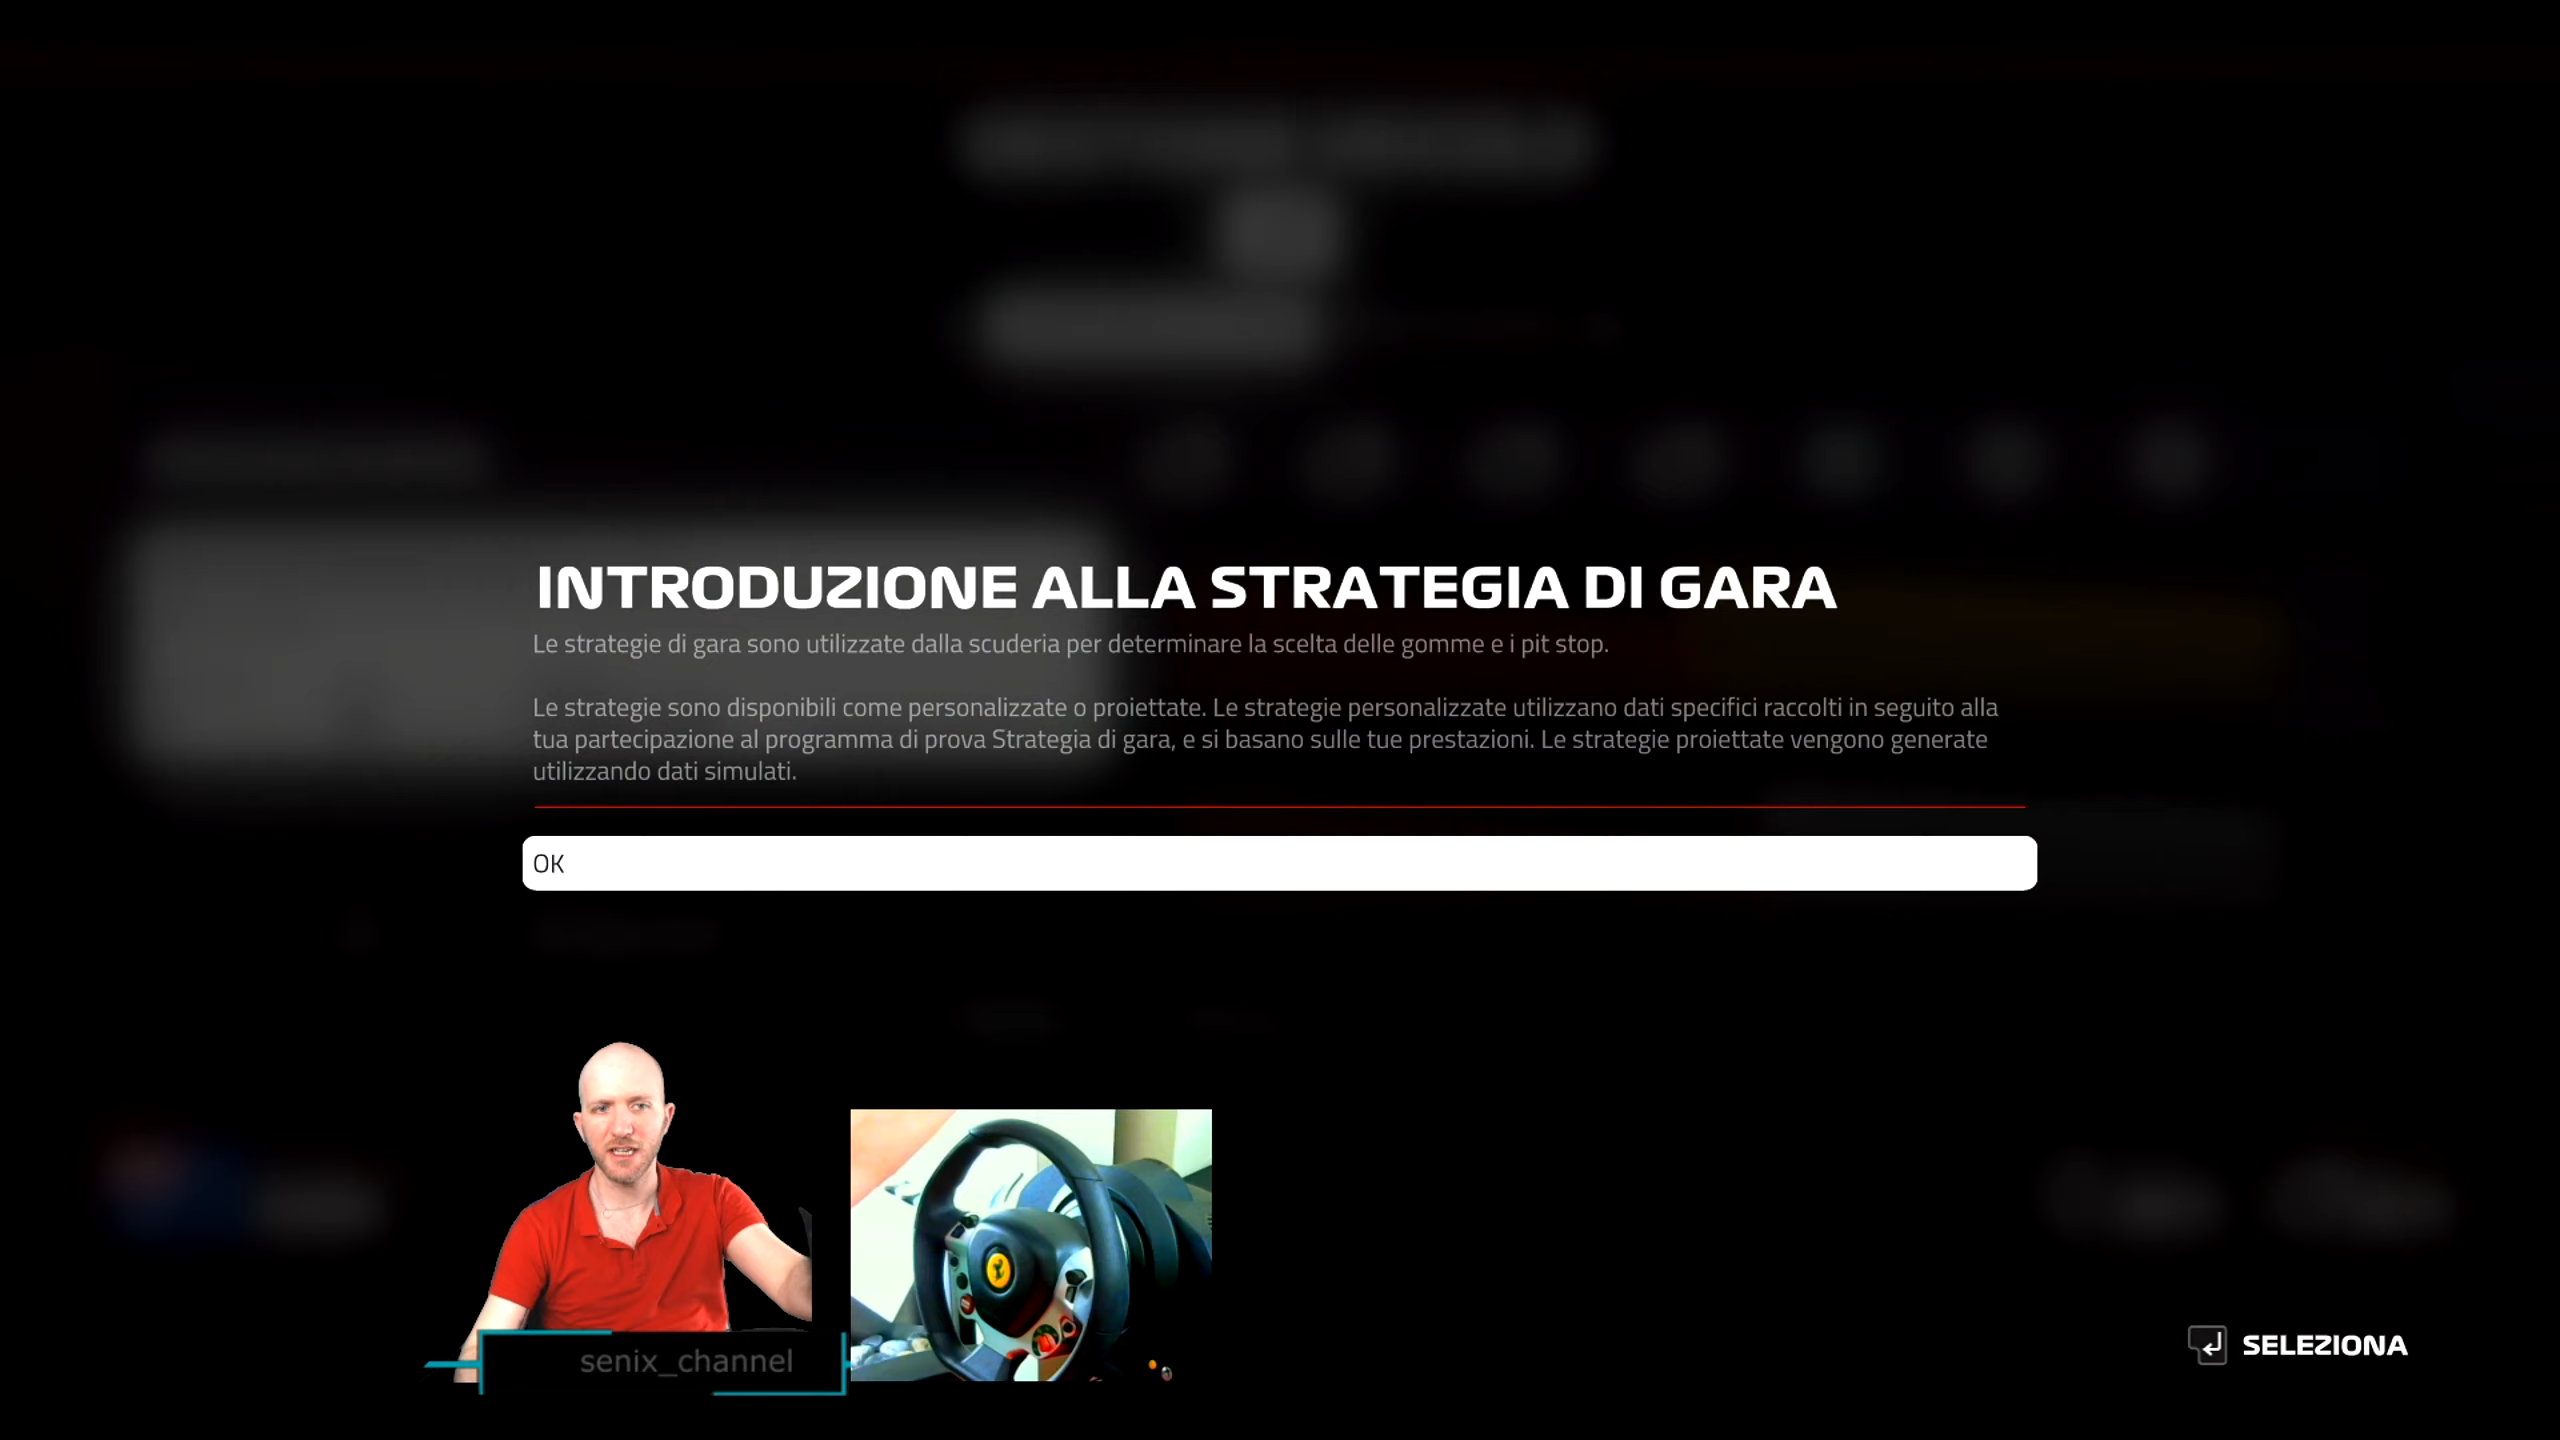 INTRODUZIONE ALLA STRATEGIA DI GARA
Le strategie di gara sono utilizzate dalla scuderia per determinare la scelta delle gomme e i pit stop.
Le strategie sono disponibili come personalizzate o proiettate. Le strategie personalizzate utilizzano dati specifici raccolti in seguito alla
tua partecipazione al programma di prova Strategia di gara, e si basano sulle tue prestazioni. Le strategie proiettate vengono generate
utilizzando dati simulati.
OK
senix_channel
SELEZIONA